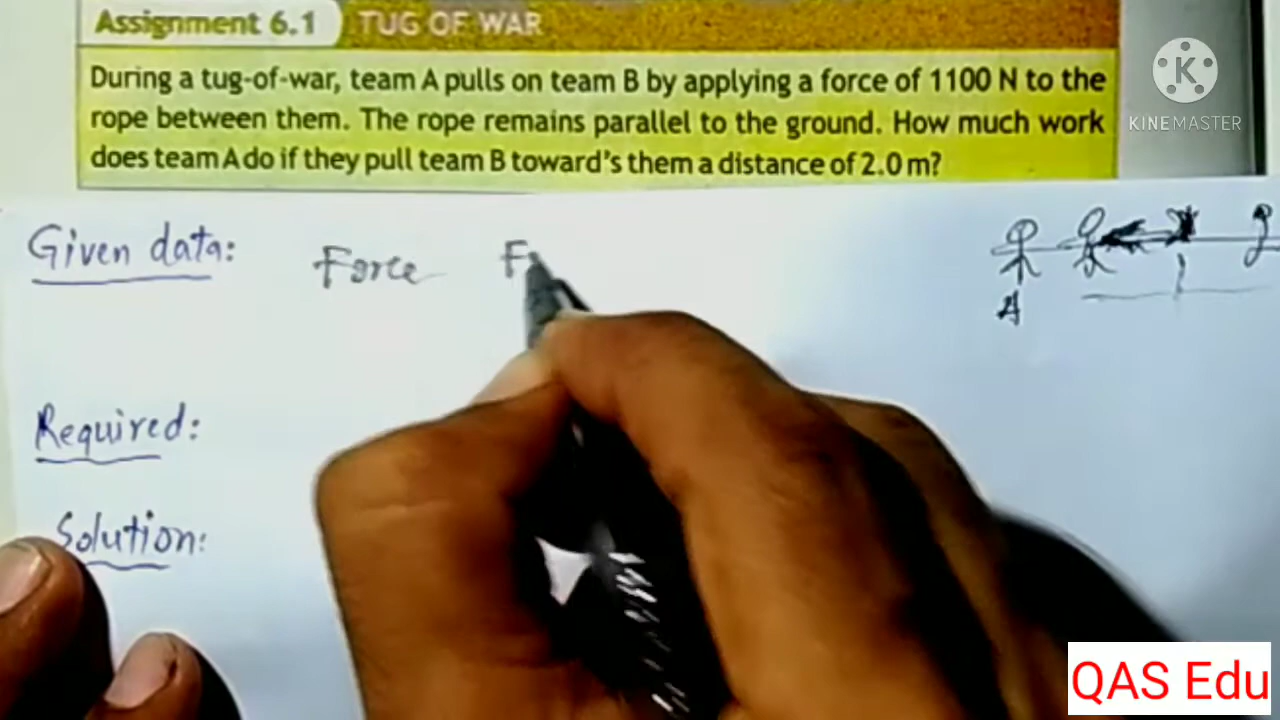 Assignment 6.1 TUG OF WAR
During a tug-of-war, team A pulls on team B by applying a force of 1100 N to the
rope between them. The rope remains parallel to the ground. How much work
does team A do if they pull team B toward's them a distance of 2.0 m?
K
KINEMASTER
Given data: Force F
A
Required:
Solution:
QAS Edu